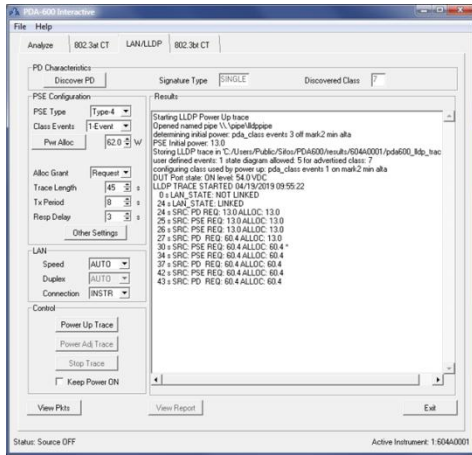 PDA-600 Interactive
File Help
Analyze 802.3at CT LAN/LLDP 802.3bt CT
PD Characteristics
Discover PD Signature Type SINGLE Discovered Class 7
PSE Configuration
PSE Type Type-4
Class Events 1-Event
Pwr Alloc 62.0 W
Alloc Grant Request
Trace Length 45 s
Tx Period 8 s
Resp Delay 3 s
Other Settings
LAN
Speed AUTO
Duplex AUTO
Connection INSTR
Control
Power Up Trace
Power Adj Trace
Stop Trace
Keep Power ON
Results
Starting LLDP Power Up trace
Opened named pipe \\.\pipe\lldppipe
determining initial power: pda_class events 3 off mark2 min alta
PSE Initial power: 13.0
Storing LLDP trace in 'C:/Users/Public/Sifos/PDA600/results/604A0001/pda600_lldp_trac
user defined events: 1 state diagram allowed: 5 for advertised class: 7
configuring class used by power up: pda_class events 1 on mark2 min alta
DUT Port state: ON level: 54.0VDC
LLDP TRACE STARTED 04/19/2019 09:55:22
0 s LAN_STATE: NOT LINKED
24 s LAN_STATE: LINKED
24 s SRC: PD REQ: 13.0 ALLOC: 13.0
25 s SRC: PSE REQ: 13.0 ALLOC: 13.0
26 s SRC: PSE REQ: 13.0 ALLOC: 13.0
27 s SRC: PD REQ: 60.4 ALLOC: 13.0
30 s SRC: PSE REQ: 60.4 ALLOC: 60.4 *
34 s SRC: PSE REQ: 60.4 ALLOC: 60.4
37 s SRC: PD REQ: 60.4 ALLOC: 60.4
42 s SRC: PSE REQ: 60.4 ALLOC: 60.4
43 s SRC: PD REQ: 60.4 ALLOC: 60.4
View Pkts View Report Exit
Status: Source OFF Active Instrument: 1:604A0001